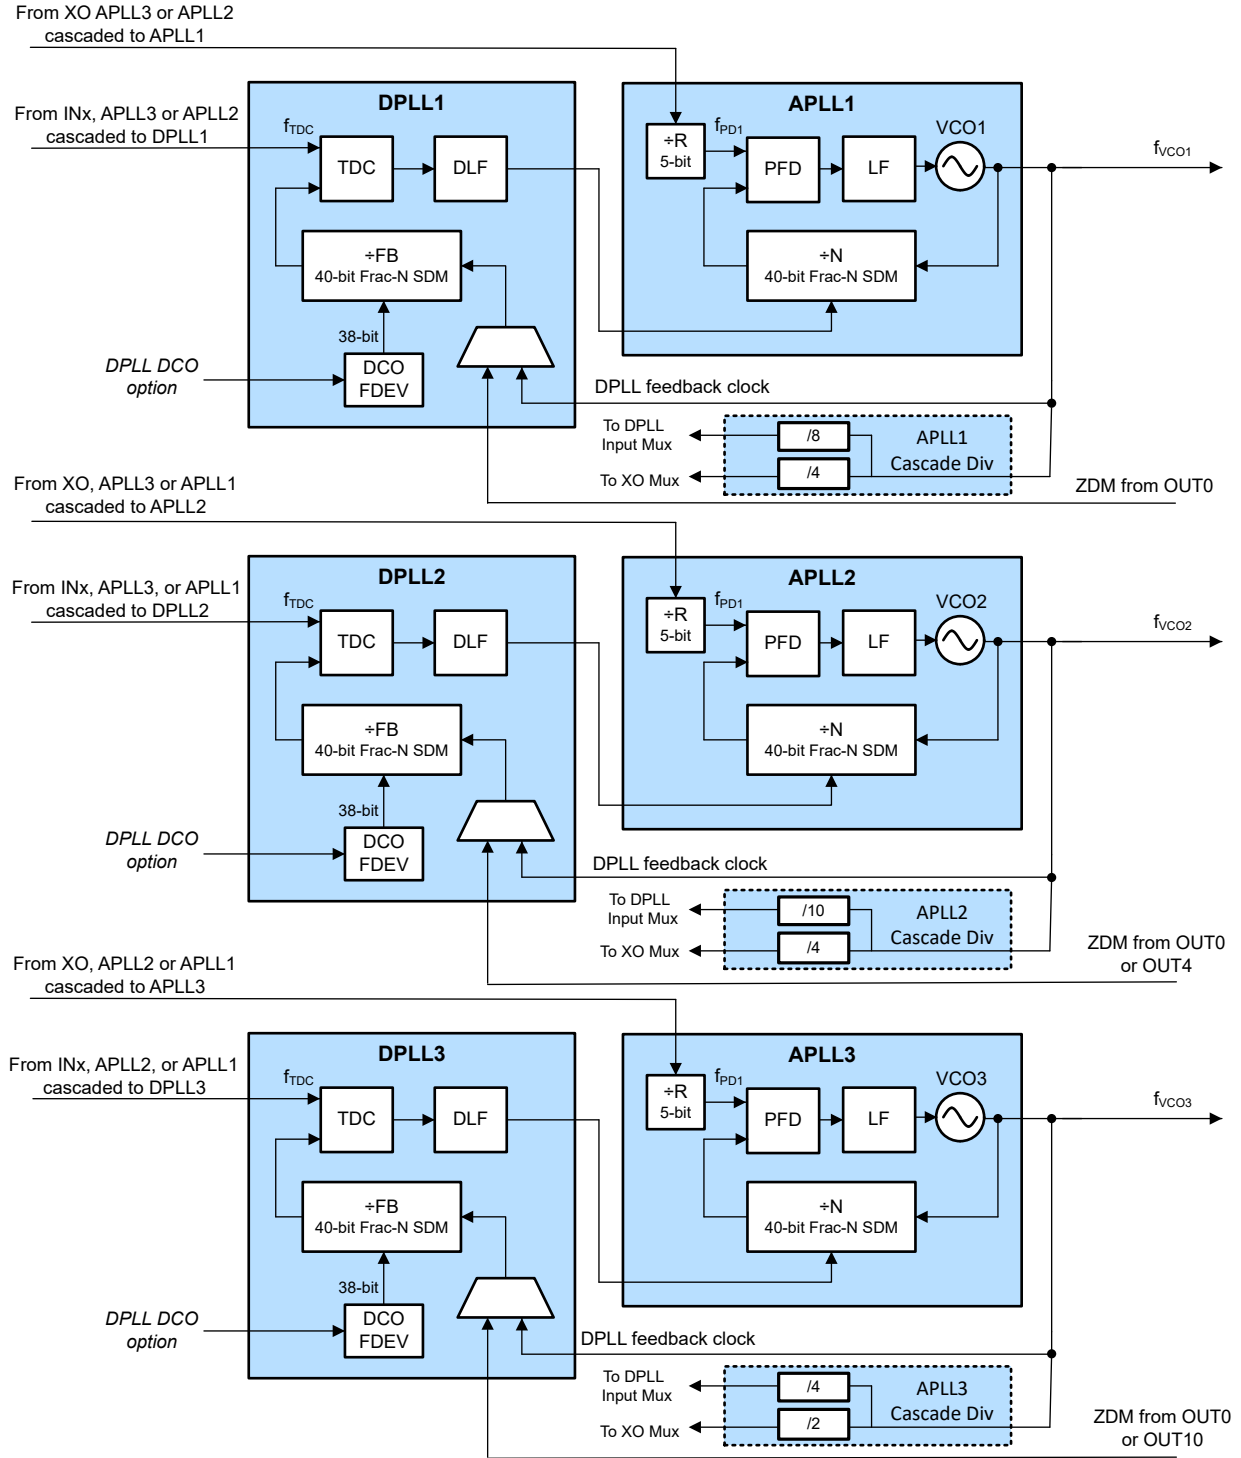 From XO APLL3 or APLL2
cascaded to APLL1
DPLL1
APLL1
From INx, APLL3 or APLL2
cascaded to DPLL1
fTDC
TDC
DLF
÷R
5-bit
fPD1
PFD
LF
VCO1
fVCO1
÷FB
40-bit Frac-N SDM
÷N
40-bit Frac-N SDM
38-bit
DPLL DCO
option
DCO
FDEV
DPLL feedback clock
To DPLL
Input Mux
/8
APLL1
Cascade Div
To XO Mux
/4
ZDM from OUT0
From XO, APLL3 or APLL1
cascaded to APLL2
DPLL2
APLL2
From INx, APLL3, or APLL1
cascaded to DPLL2
fTDC
TDC
DLF
÷R
5-bit
fPD1
PFD
LF
VCO2
fVCO2
÷FB
40-bit Frac-N SDM
÷N
40-bit Frac-N SDM
38-bit
DPLL DCO
option
DCO
FDEV
DPLL feedback clock
To DPLL
Input Mux
/10
APLL2
Cascade Div
To XO Mux
/4
ZDM from OUT0
or OUT4
From XO, APLL2 or APLL1
cascaded to APLL3
DPLL3
APLL3
From INx, APLL2, or APLL1
cascaded to DPLL3
fTDC
TDC
DLF
÷R
5-bit
fPD1
PFD
LF
VCO3
fVCO3
÷FB
40-bit Frac-N SDM
÷N
40-bit Frac-N SDM
38-bit
DPLL DCO
option
DCO
FDEV
DPLL feedback clock
To DPLL
Input Mux
/4
APLL3
Cascade Div
To XO Mux
/2
ZDM from OUT0
or OUT10